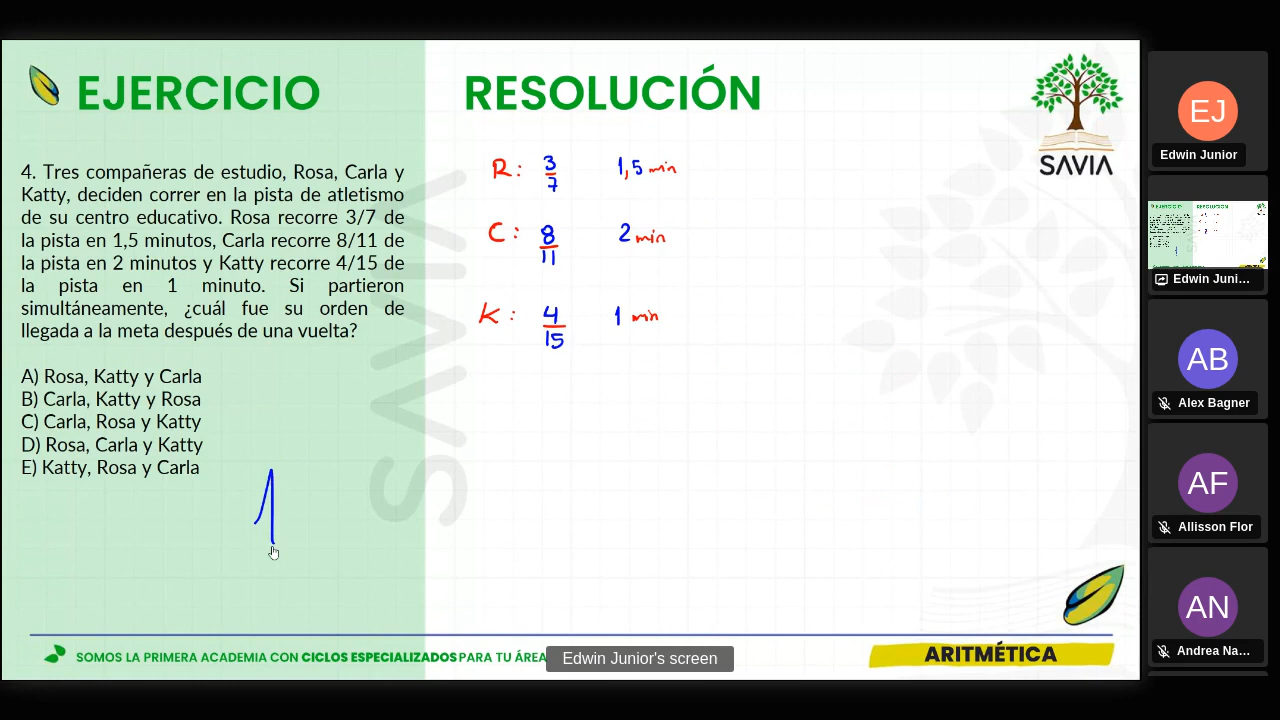 EJERCICIO
RESOLUCIÓN
SAVIA
4. Tres compañeras de estudio, Rosa, Carla y
Katty, deciden correr en la pista de atletismo
de su centro educativo. Rosa recorre 3/7 de
la pista en 1,5 minutos, Carla recorre 8/11 de
la pista en 2 minutos y Katty recorre 4/15 de
la pista en 1 minuto. Si partieron
simultáneamente, ¿cuál fue su orden de
llegada a la meta después de una vuelta?
A) Rosa, Katty y Carla
B) Carla, Katty y Rosa
C) Carla, Rosa y Katty
D) Rosa, Carla y Katty
E) Katty, Rosa y Carla
1
R: 3/7 1,5 min
C: 8/11 2 min
K: 4/15 1 min
SAVIA
SOMOS LA PRIMERA ACADEMIA CON CICLOS ESPECIALIZADOS PARA TU ÁREA
Edwin Junior's screen
ARITMÉTICA
EJ
Edwin Junior
Edwin Juni...
AB
Alex Bagner
AF
Allisson Flor
AN
Andrea Na...